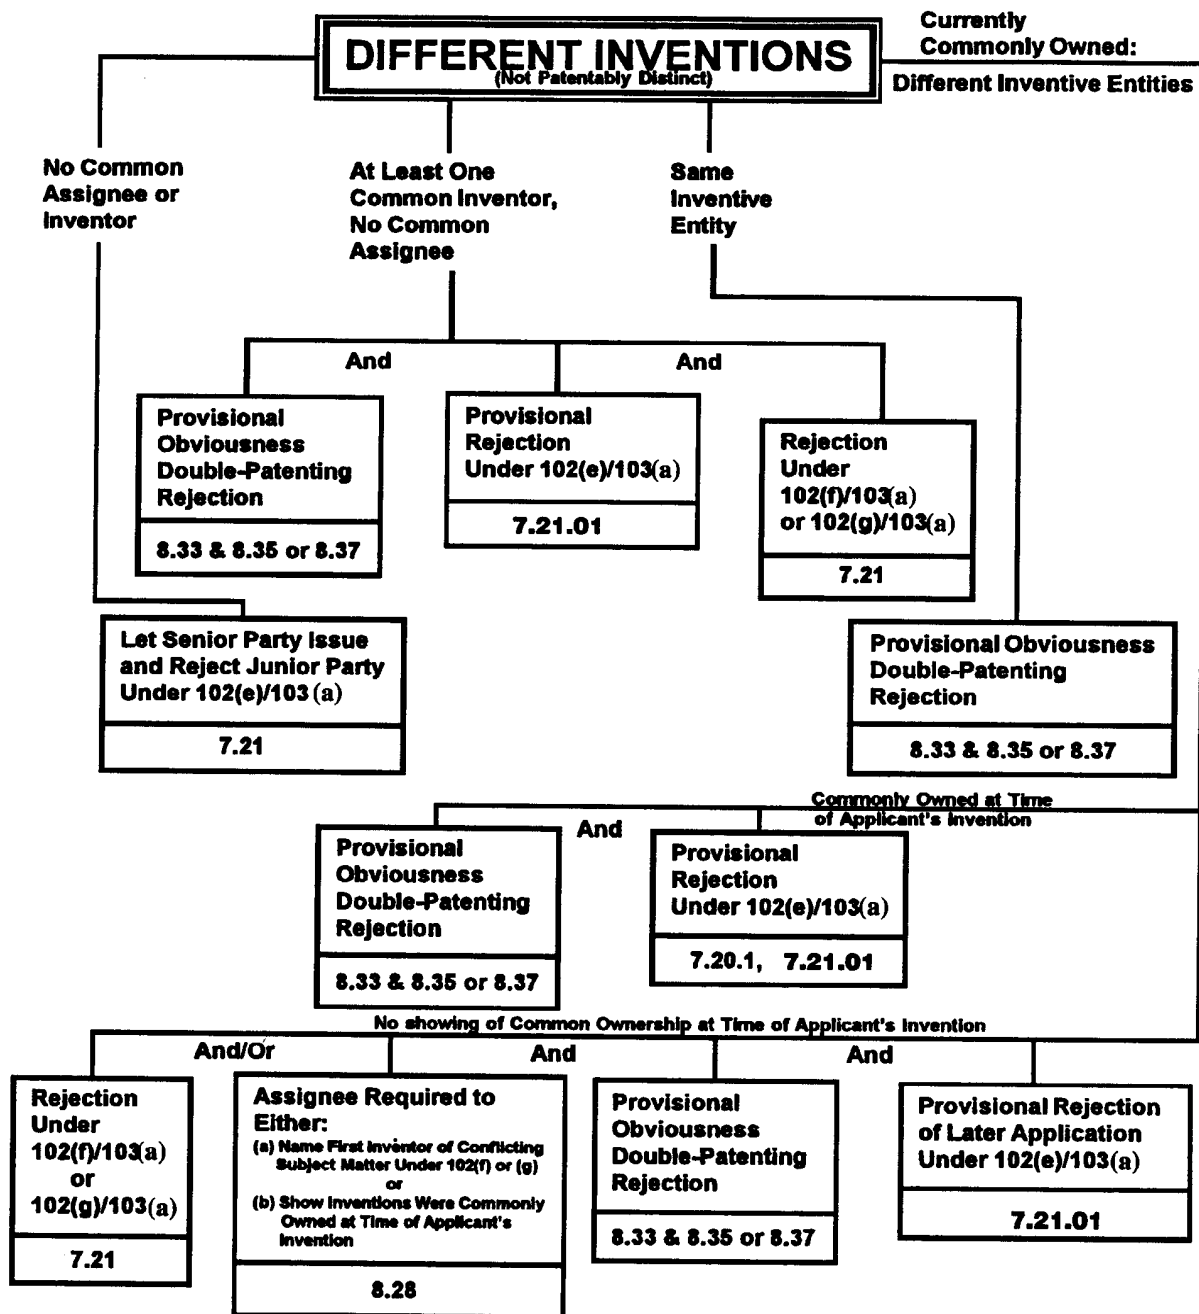 DIFFERENT INVENTIONS
(Not Patentably Distinct)
Currently
Commonly Owned:
Different Inventive Entities
No Common
Assignee or
Inventor
At Least One
Common Inventor,
No Common
Assignee
Same
Inventive
Entity
And
And
Provisional
Obviousness
Double-Patenting
Rejection
8.33 & 8.35 or 8.37
Provisional
Rejection
Under 102(e)/103(a)
7.21.01
Rejection
Under
102(f)/103(a)
or 102(g)/103(a)
7.21
Let Senior Party Issue
and Reject Junior Party
Under 102(e)/103 (a)
7.21
Provisional Obviousness
Double-Patenting
Rejection
8.33 & 8.35 or 8.37
Commonly Owned at Time
of Applicant's Invention
And
Provisional
Obviousness
Double-Patenting
Rejection
8.33 & 8.35 or 8.37
Provisional
Rejection
Under 102(e)/103(a)
7.20.1, 7.21.01
No showing of Common Ownership at Time of Applicant's Invention
And/Or
And
And
Rejection
Under
102(f)/103(a)
or
102(g)/103(a)
7.21
Assignee Required to
Either:
(a) Name First Inventor of Conflicting
Subject Matter Under 102(f) or (g)
or
(b) Show Inventions Were Commonly
Owned at Time of Applicant's
Invention
8.28
Provisional
Obviousness
Double-Patenting
Rejection
8.33 & 8.35 or 8.37
Provisional Rejection
of Later Application
Under 102(e)/103(a)
7.21.01